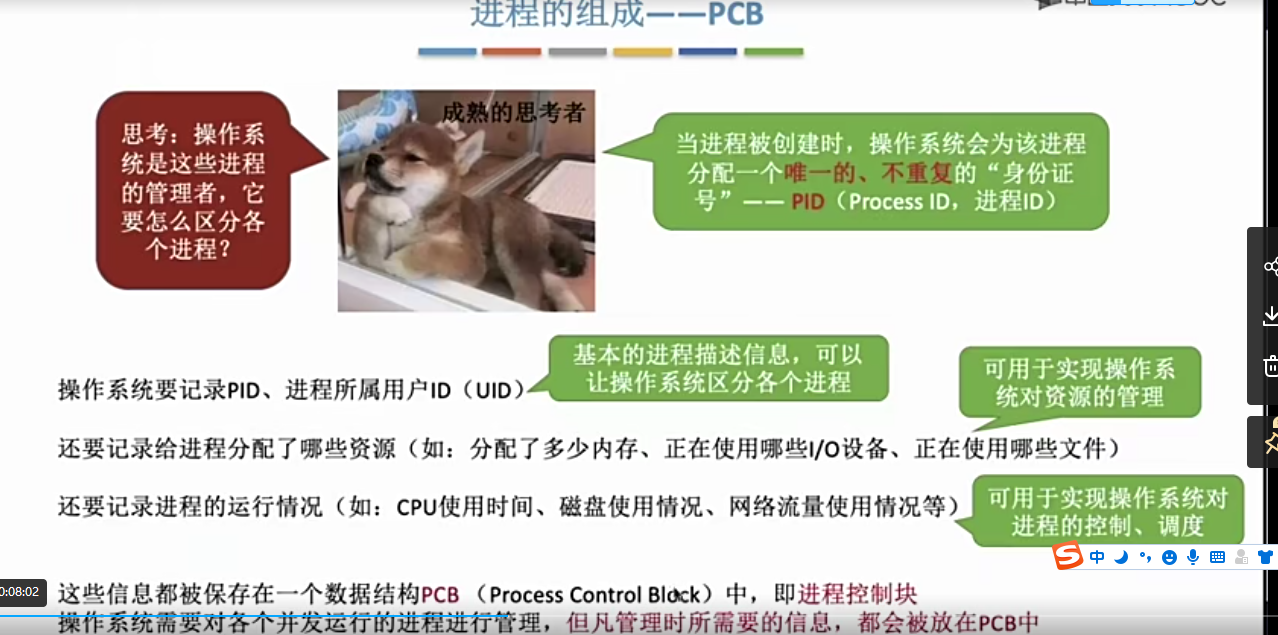 进程的组成——PCB
思考：操作系
统是这些进程
的管理者，它
要怎么区分各
个进程？
成熟的思考者
当进程被创建时，操作系统会为该进程
分配一个唯一的、不重复的“身份证
号”—— PID（Process ID，进程ID）
基本的进程描述信息，可以
让操作系统区分各个进程
操作系统要记录PID、进程所属用户ID（UID）
可用于实现操作系
统对资源的管理
还要记录给进程分配了哪些资源（如：分配了多少内存、正在使用哪些I/O设备、正在使用哪些文件）
还要记录进程的运行情况（如：CPU使用时间、磁盘使用情况、网络流量使用情况等）
可用于实现操作系统对
进程的控制、调度
中
0:08:02
这些信息都被保存在一个数据结构PCB （Process Control Block）中，即进程控制块
操作系统需要对各个并发运行的进程进行管理，但凡管理时所需要的信息，都会被放在PCB中